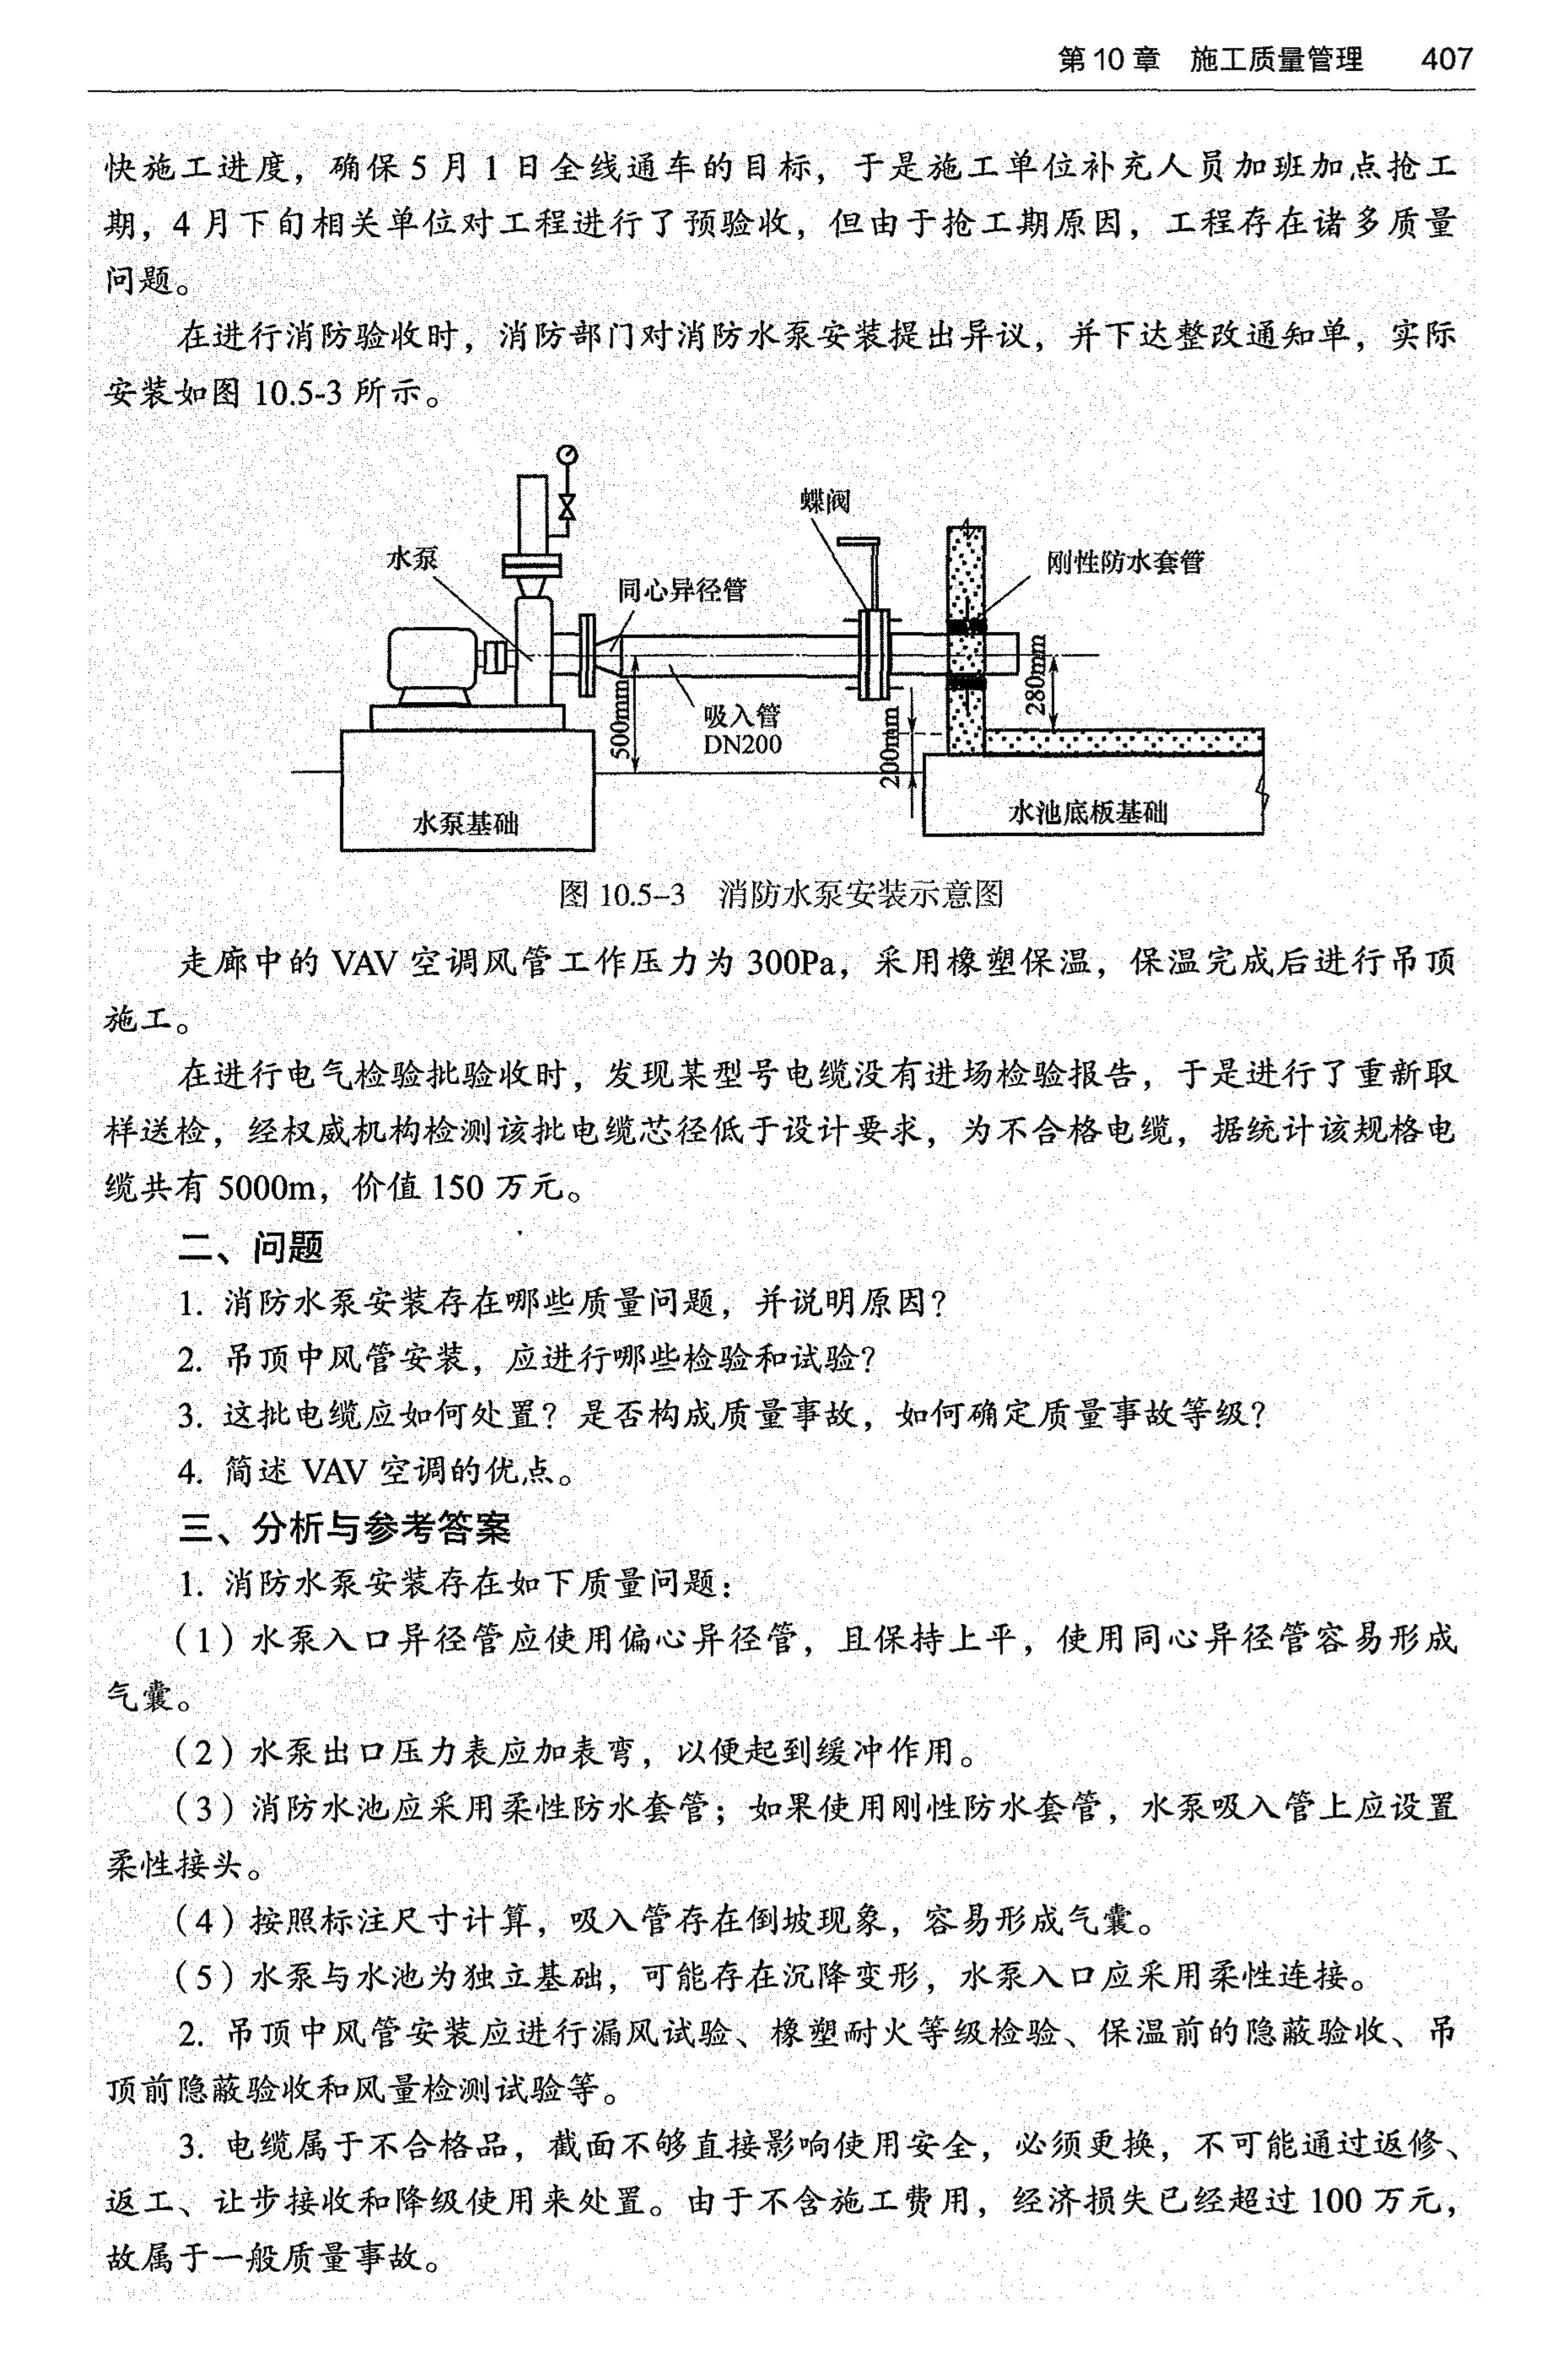 第10章 施工质量管理 407
快施工进度，确保5月1日全线通车的目标，于是施工单位补充人员加班加点抢工
期，4月下旬相关单位对工程进行了预验收，但由于抢工期原因，工程存在诸多质量
问题。
在进行消防验收时，消防部门对消防水泵安装提出异议，并下达整改通知单，实际
安装如图10.5-3所示。
蝶阀
水泵
刚性防水套管
同心异径管
280mm
吸入管
500mm
DN200
200mm
水泵基础
水池底板基础
图10.5-3 消防水泵安装示意图
走廊中的VAV空调风管工作压力为300Pa，采用橡塑保温，保温完成后进行吊顶
施工。
在进行电气检验批验收时，发现某型号电缆没有进场检验报告，于是进行了重新取
样送检，经权威机构检测该批电缆芯径低于设计要求，为不合格电缆，据统计该规格电
缆共有5000m，价值150万元。
二、问题
1. 消防水泵安装存在哪些质量问题，并说明原因？
2. 吊顶中风管安装，应进行哪些检验和试验？
3. 这批电缆应如何处置？是否构成质量事故，如何确定质量事故等级？
4. 简述VAV空调的优点。
三、分析与参考答案
1. 消防水泵安装存在如下质量问题：
（1）水泵入口异径管应使用偏心异径管，且保持上平，使用同心异径管容易形成
气囊。
（2）水泵出口压力表应加表弯，以便起到缓冲作用。
（3）消防水池应采用柔性防水套管；如果使用刚性防水套管，水泵吸入管上应设置
柔性接头。
（4）按照标注尺寸计算，吸入管存在倒坡现象，容易形成气囊。
（5）水泵与水池为独立基础，可能存在沉降变形，水泵入口应采用柔性连接。
2. 吊顶中风管安装应进行漏风试验、橡塑耐火等级检验、保温前的隐蔽验收、吊
顶前隐蔽验收和风量检测试验等。
3. 电缆属于不合格品，截面不够直接影响使用安全，必须更换，不可能通过返修、
返工、让步接收和降级使用来处置。由于不含施工费用，经济损失已经超过100万元，
故属于一般质量事故。